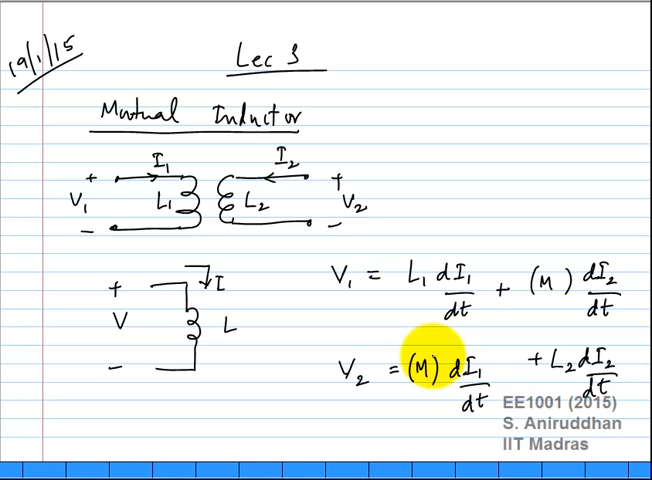 19/1/15
Lec 3
Mutual Inductor
+ I₁ I₂ +
V₁ L₁ L₂ V₂
- -
+ I
V L
-
V₁ = L₁ dI₁/dt + (M) dI₂/dt
V₂ = (M) dI₁/dt + L₂ dI₂/dt
EE1001 (2015)
S. Aniruddhan
IIT Madras